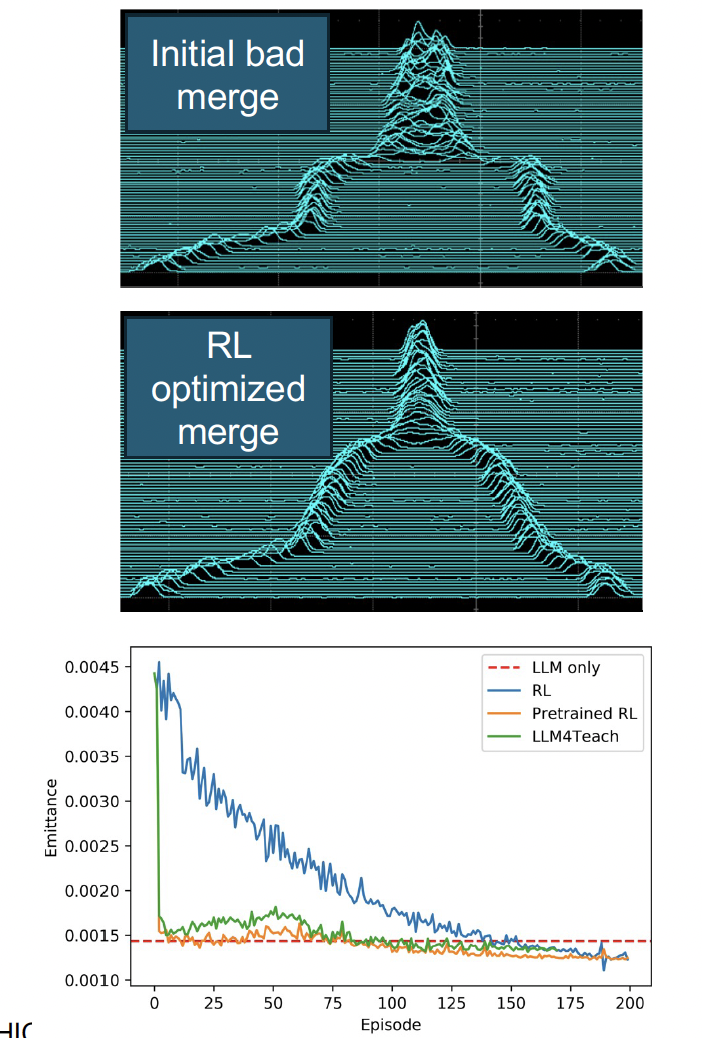 Initial bad
merge
RL
optimized
merge
0.0045
0.0040
0.0035
0.0030
0.0025
0.0020
0.0015
0.0010
Emittance
LLM only
RL
Pretrained RL
LLM4Teach
0 25 50 75 100 125 150 175 200
Episode